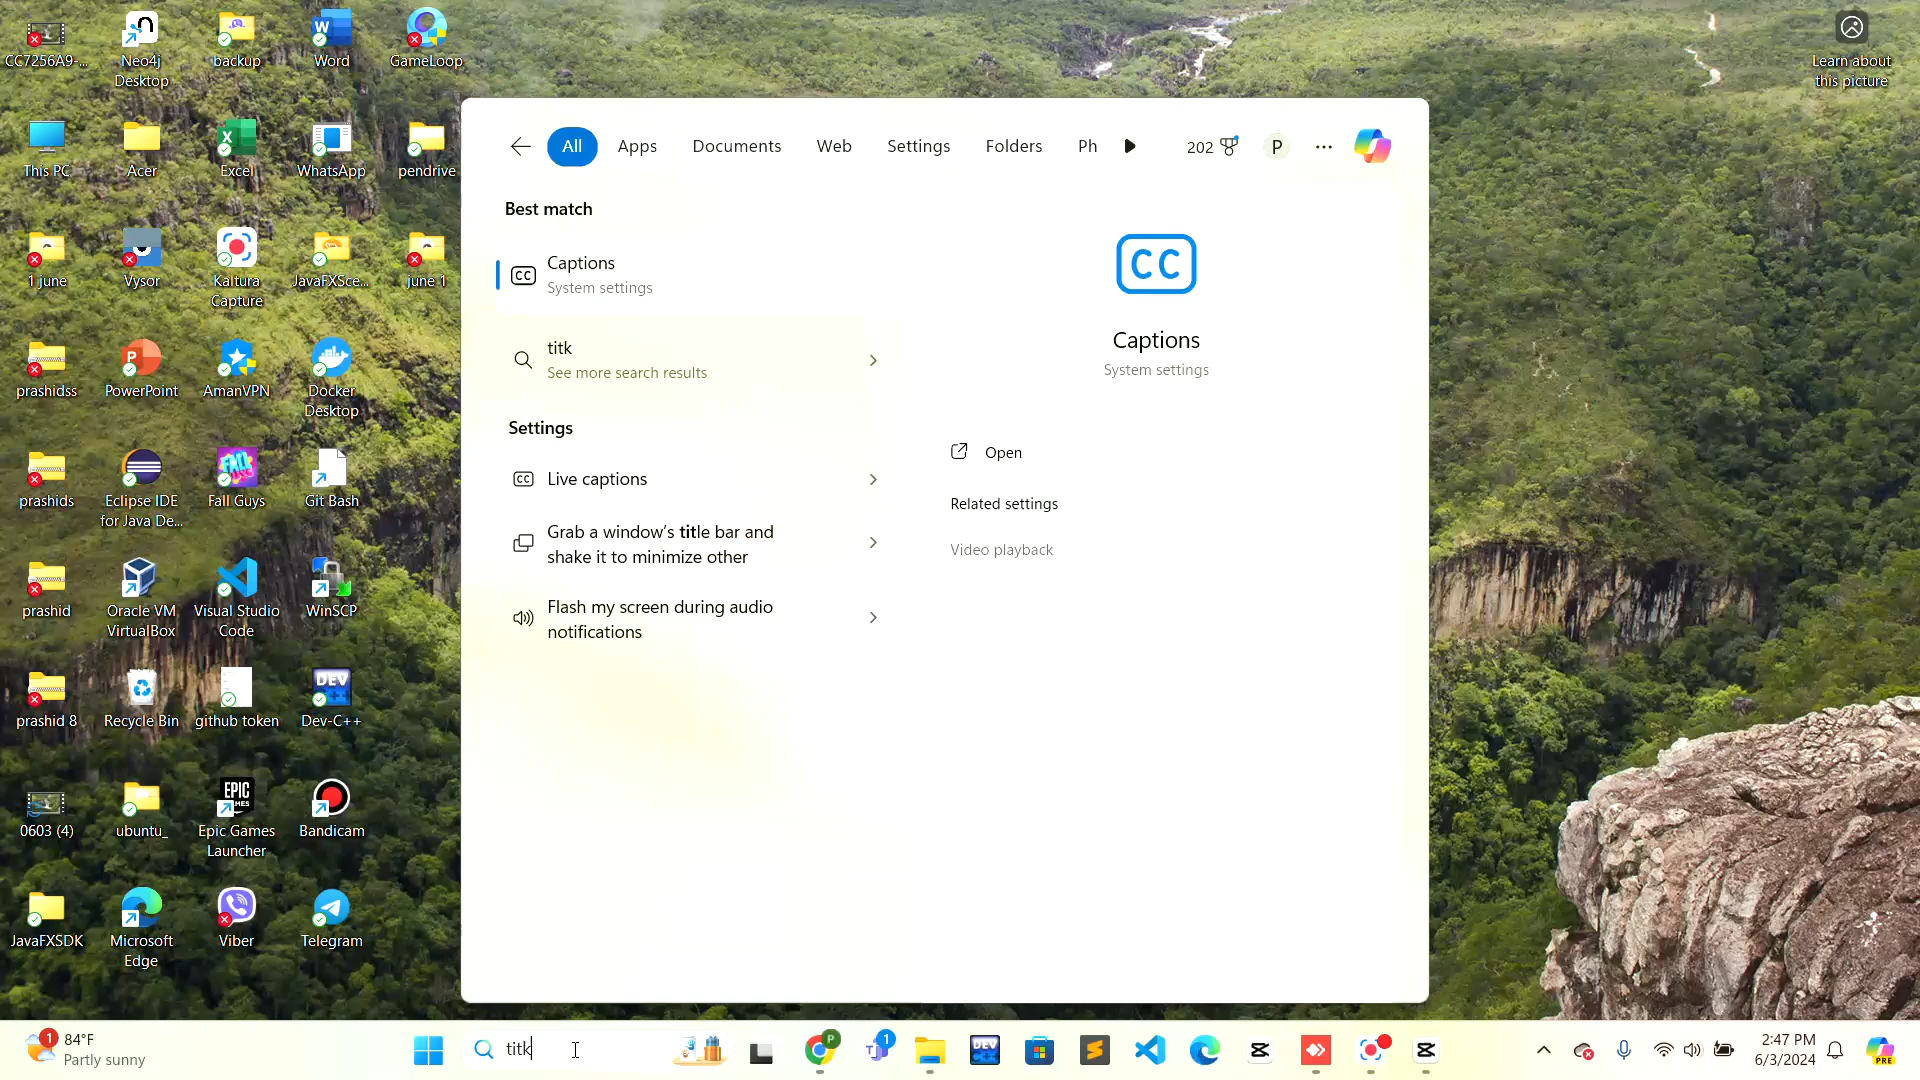 CC7256A9-...
Neo4j
Desktop
backup
Word
GameLoop
Learn about
this picture
This PC
Acer
Excel
WhatsApp
pendrive
1 june
Vysor
Kaltura
Capture
JavaFXSce...
june 1
prashidss
PowerPoint
AmanVPN
Docker
Desktop
prashids
Eclipse IDE
for Java De...
Fall Guys
Git Bash
prashid
Oracle VM
VirtualBox
Visual Studio
Code
WinSCP
prashid 8
Recycle Bin
github token
Dev-C++
0603 (4)
ubuntu_
Epic Games
Launcher
Bandicam
JavaFXSDK
Microsoft
Edge
Viber
Telegram
All
Apps
Documents
Web
Settings
Folders
Ph
202
P
Best match
CC
Captions
System settings
titk
See more search results
Settings
CC
Live captions
Grab a window's title bar and
shake it to minimize other
Flash my screen during audio
notifications
CC
Captions
System settings
Open
Related settings
Video playback
1
84°F
Partly sunny
titk
P
1
DEV
2:47 PM
6/3/2024
PRE